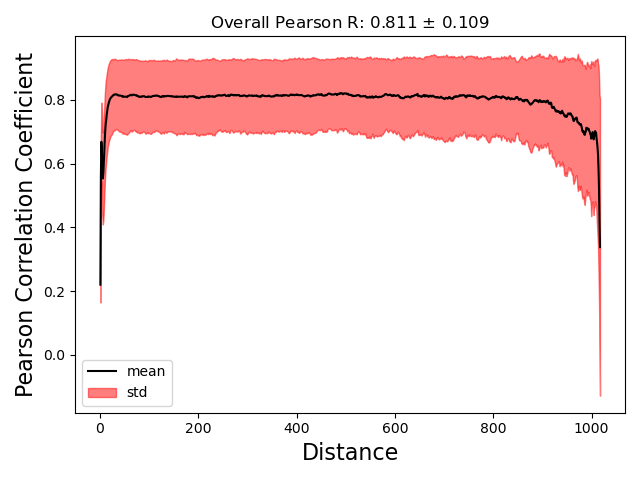 Overall Pearson R: 0.811 ± 0.109
Pearson Correlation Coefficient
0.8
0.6
0.4
0.2
0.0
mean
std
0
200
400
600
800
1000
Distance